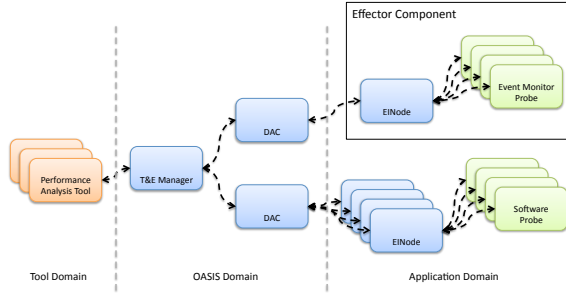 Effector Component
Event Monitor
Probe
EINode
DAC
Performance
Analysis Tool
T&E Manager
DAC
EINode
Software
Probe
Tool Domain
OASIS Domain
Application Domain